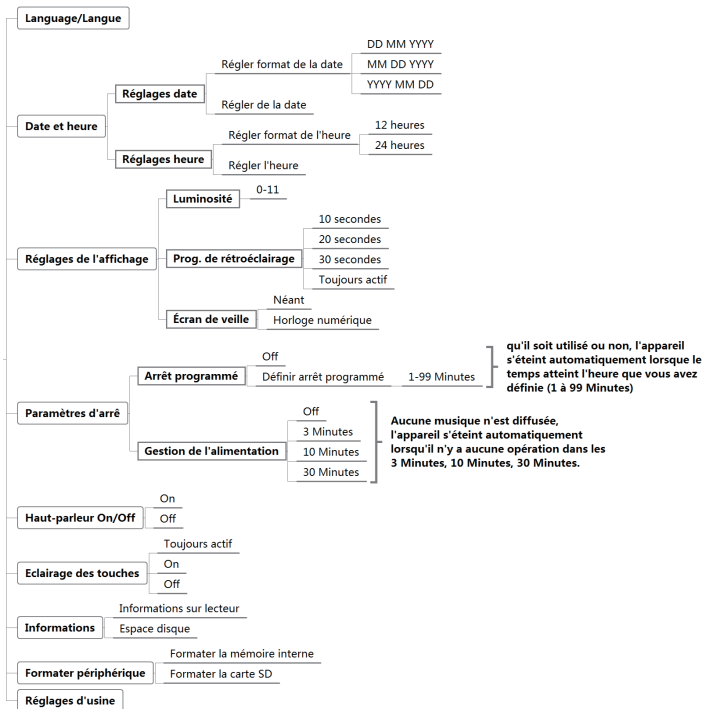 Language/Langue
Date et heure
Réglages date
Régler format de la date
DD MM YYYY
MM DD YYYY
YYYY MM DD
Régler de la date
Réglages heure
Régler format de l'heure
12 heures
24 heures
Régler l'heure
Réglages de l'affichage
Luminosité
0-11
Prog. de rétroéclairage
10 secondes
20 secondes
30 secondes
Toujours actif
Écran de veille
Néant
Horloge numérique
Paramètres d'arrê
Arrêt programmé
Off
Définir arrêt programmé
1-99 Minutes
qu'il soit utilisé ou non, l'appareil
s'éteint automatiquement lorsque le
temps atteint l'heure que vous avez
définie (1 à 99 Minutes)
Gestion de l'alimentation
Off
3 Minutes
10 Minutes
30 Minutes
Aucune musique n'est diffusée,
l'appareil s'éteint automatiquement
lorsqu'il n'y a aucune opération dans les
3 Minutes, 10 Minutes, 30 Minutes.
Haut-parleur On/Off
On
Off
Eclairage des touches
Toujours actif
On
Off
Informations
Informations sur lecteur
Espace disque
Formater périphérique
Formater la mémoire interne
Formater la carte SD
Réglages d'usine